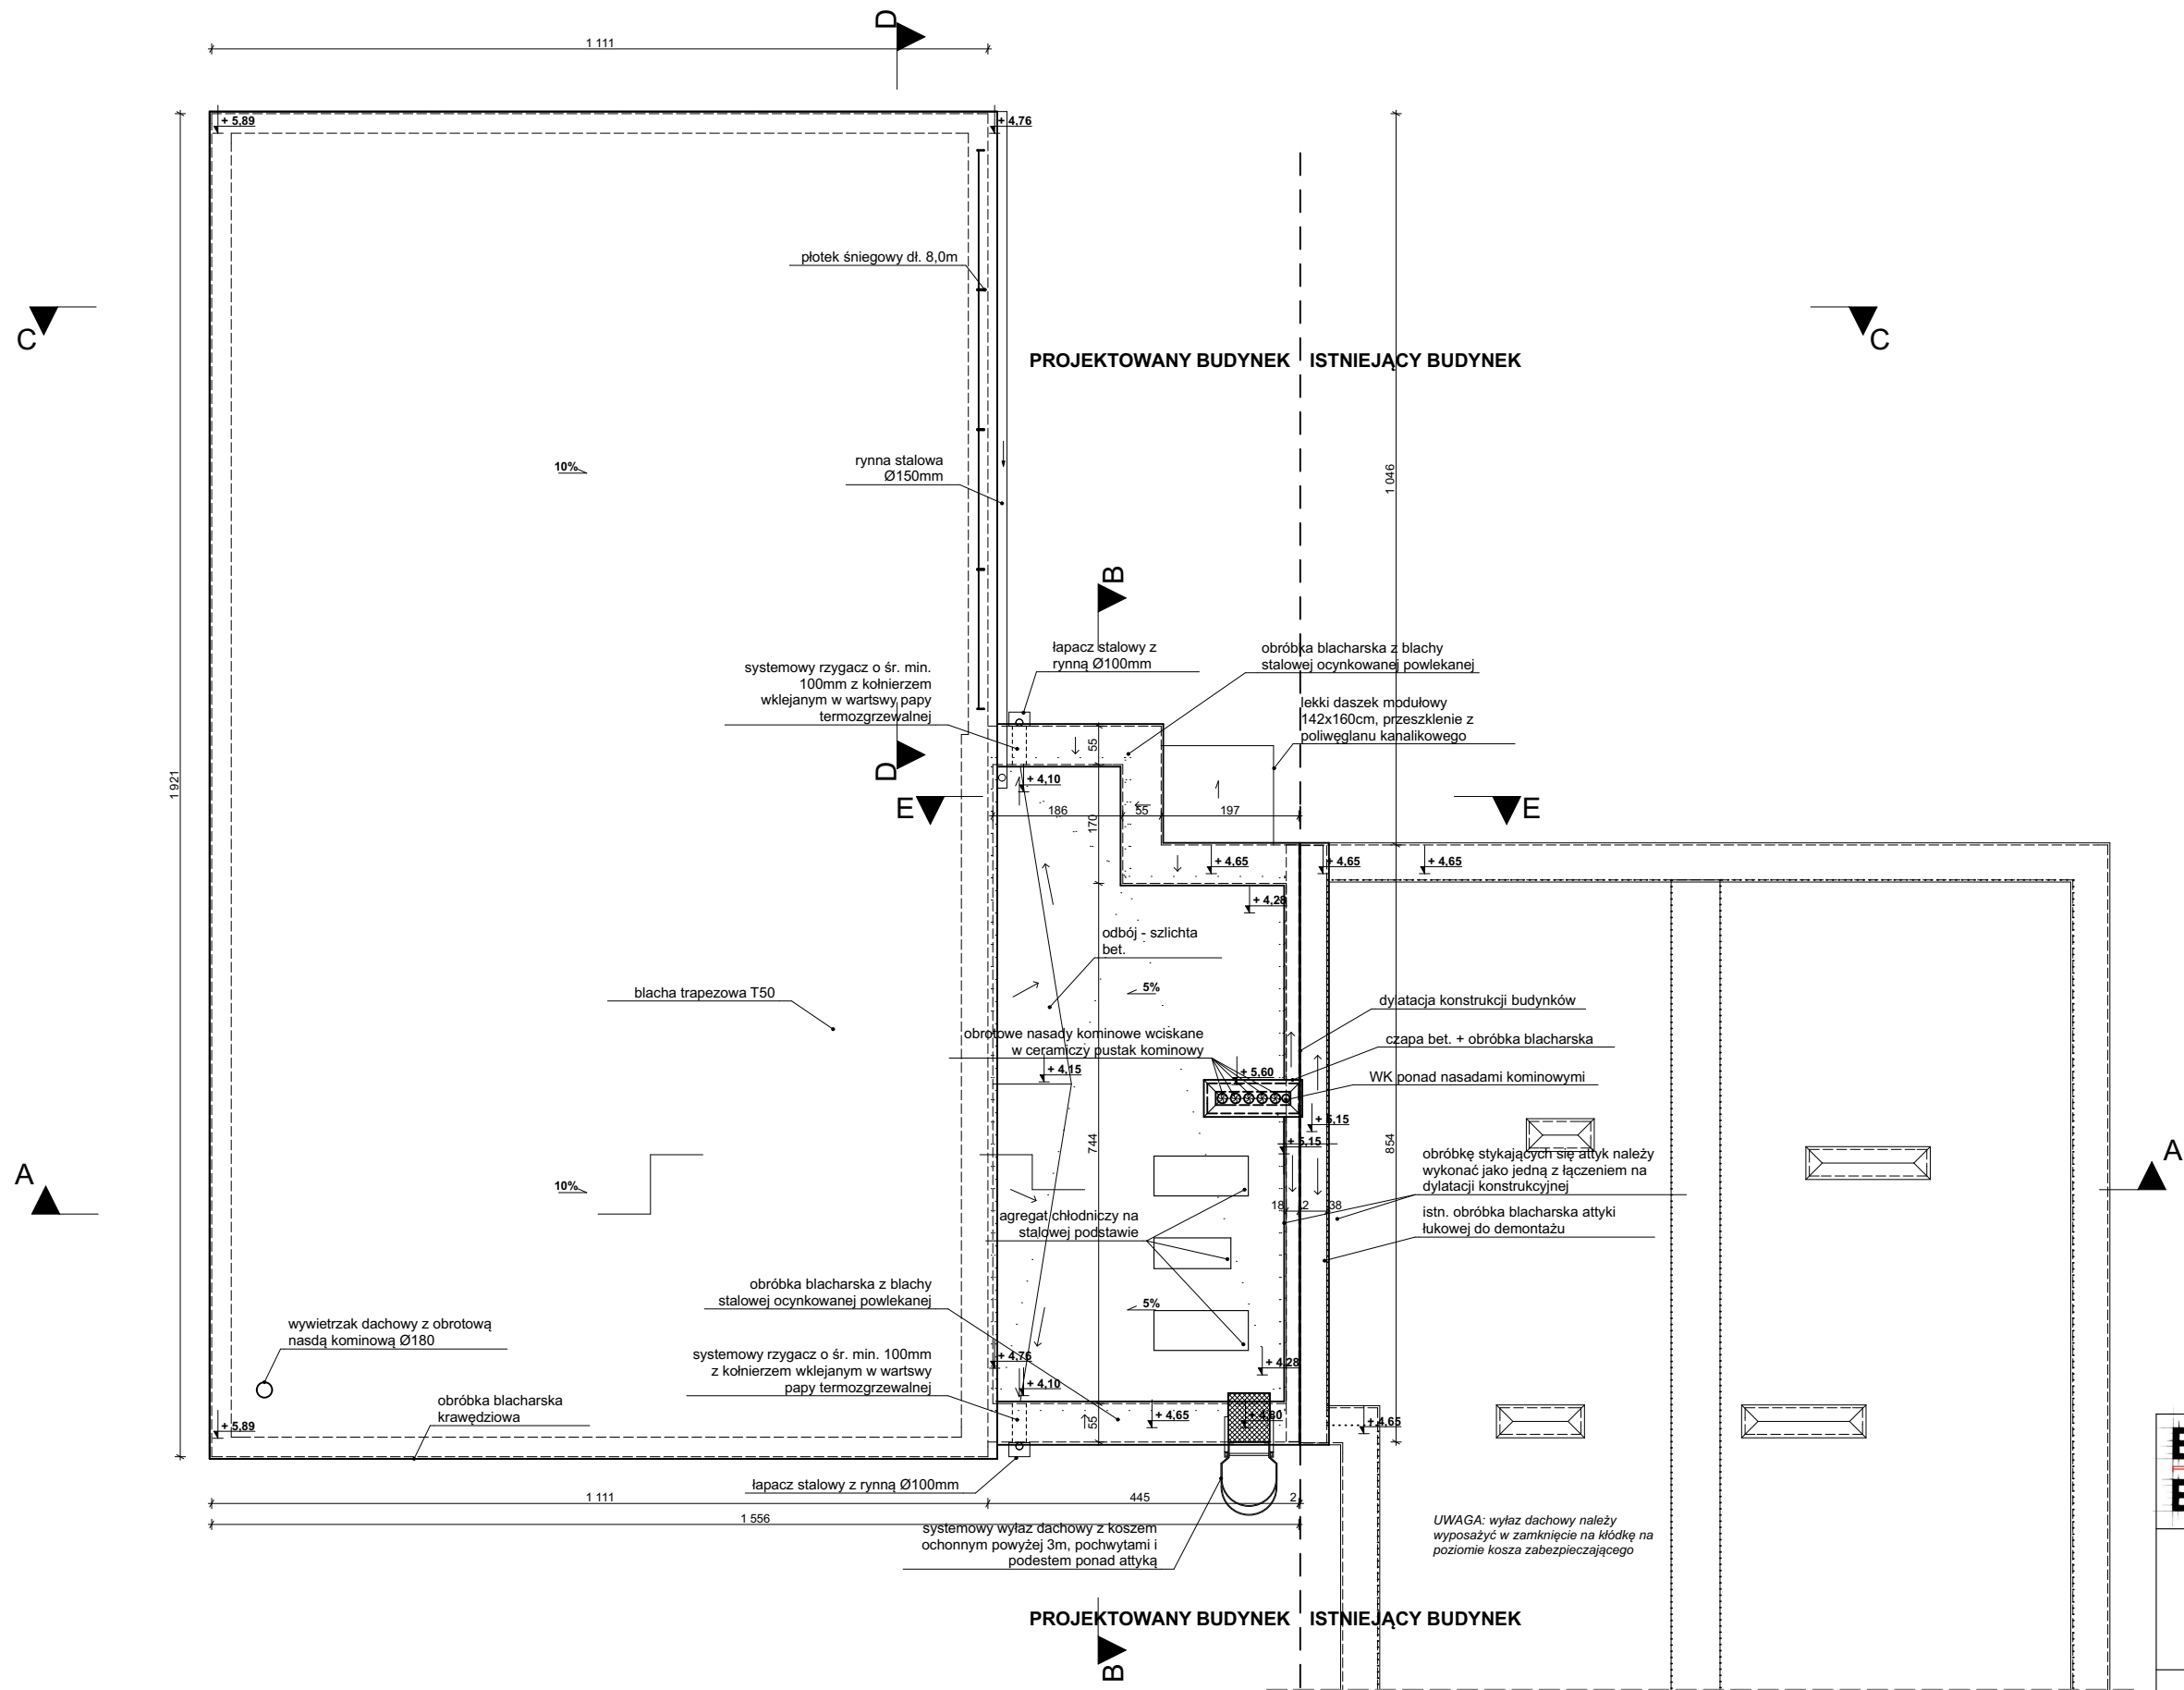 D
1 111
+ 5,89
+ 4,76
płotek śniegowy dł. 8,0m
C
C
PROJEKTOWANY BUDYNEK
ISTNIEJĄCY BUDYNEK
10%
rynna stalowa
Ø150mm
1 046
B
łapacz stalowy z
rynną Ø100mm
obróbka blacharska z blachy
stalowej ocynkowanej powlekanej
systemowy rzygacz o śr. min.
100mm z kołnierzem
wklejanym w wartswy papy
termozgrzewalnej
lekki daszek modułowy
142x160cm, przeszklenie z
poliwęglanu kanalikowego
55
D
+ 4,10
1 921
E
E
186
55
197
170
+ 4,65
+ 4,65
+ 4,65
+ 4,28
odbój - szlichta
bet.
5%
blacha trapezowa T50
dylatacja konstrukcji budynków
obrotowe nasady kominowe wciskane
w ceramiczy pustak kominowy
czapa bet. + obróbka blacharska
+ 4,15
+ 5,60
WK ponad nasadami kominowymi
+ 5,15
+ 5,15
744
854
A
A
obróbkę stykających się attyk należy
wykonać jako jedną z łączeniem na
dylatacji konstrukcyjnej
10%
18
2
38
istn. obróbka blacharska attyki
łukowej do demontażu
agregat chłodniczy na
stalowej podstawie
obróbka blacharska z blachy
stalowej ocynkowanej powlekanej
5%
wywietrzak dachowy z obrotową
nasdą kominową Ø180
systemowy rzygacz o śr. min. 100mm
z kołnierzem wklejanym w wartswy
papy termozgrzewalnej
+ 4,76
+ 4,28
+ 4,10
obróbka blacharska
krawędziowa
+ 5,89
55
+ 4,65
+ 4,80
+ 4,65
łapacz stalowy z rynną Ø100mm
1 111
445
2
1 556
systemowy wyłaz dachowy z koszem
ochonnym powyżej 3m, pochwytami i
podestem ponad attyką
UWAGA: wyłaz dachowy należy
wyposażyć w zamknięcie na kłódkę na
poziomie kosza zabezpieczającego
PROJEKTOWANY BUDYNEK
ISTNIEJĄCY BUDYNEK
B